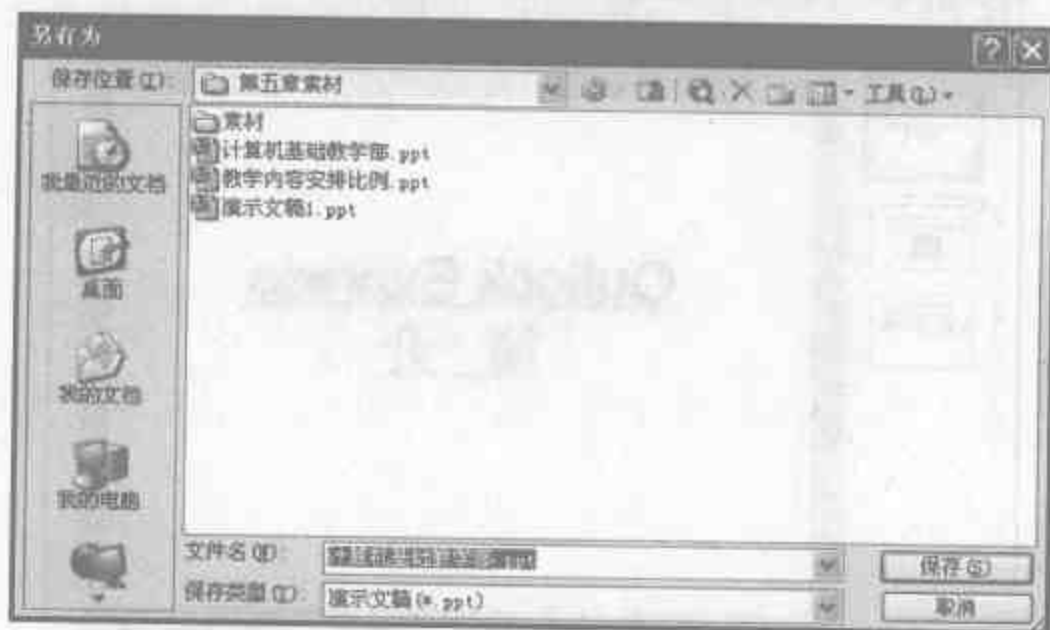 另存为
保存位置(I): 第五章素材 工具(L)
素材
计算机基础教学部.ppt
教学内容安排比例.ppt
演示文稿1.ppt
我最近的文档
桌面
我的文档
我的电脑
文件名(N):
保存(S)
保存类型(T): 演示文稿(*.ppt)
取消